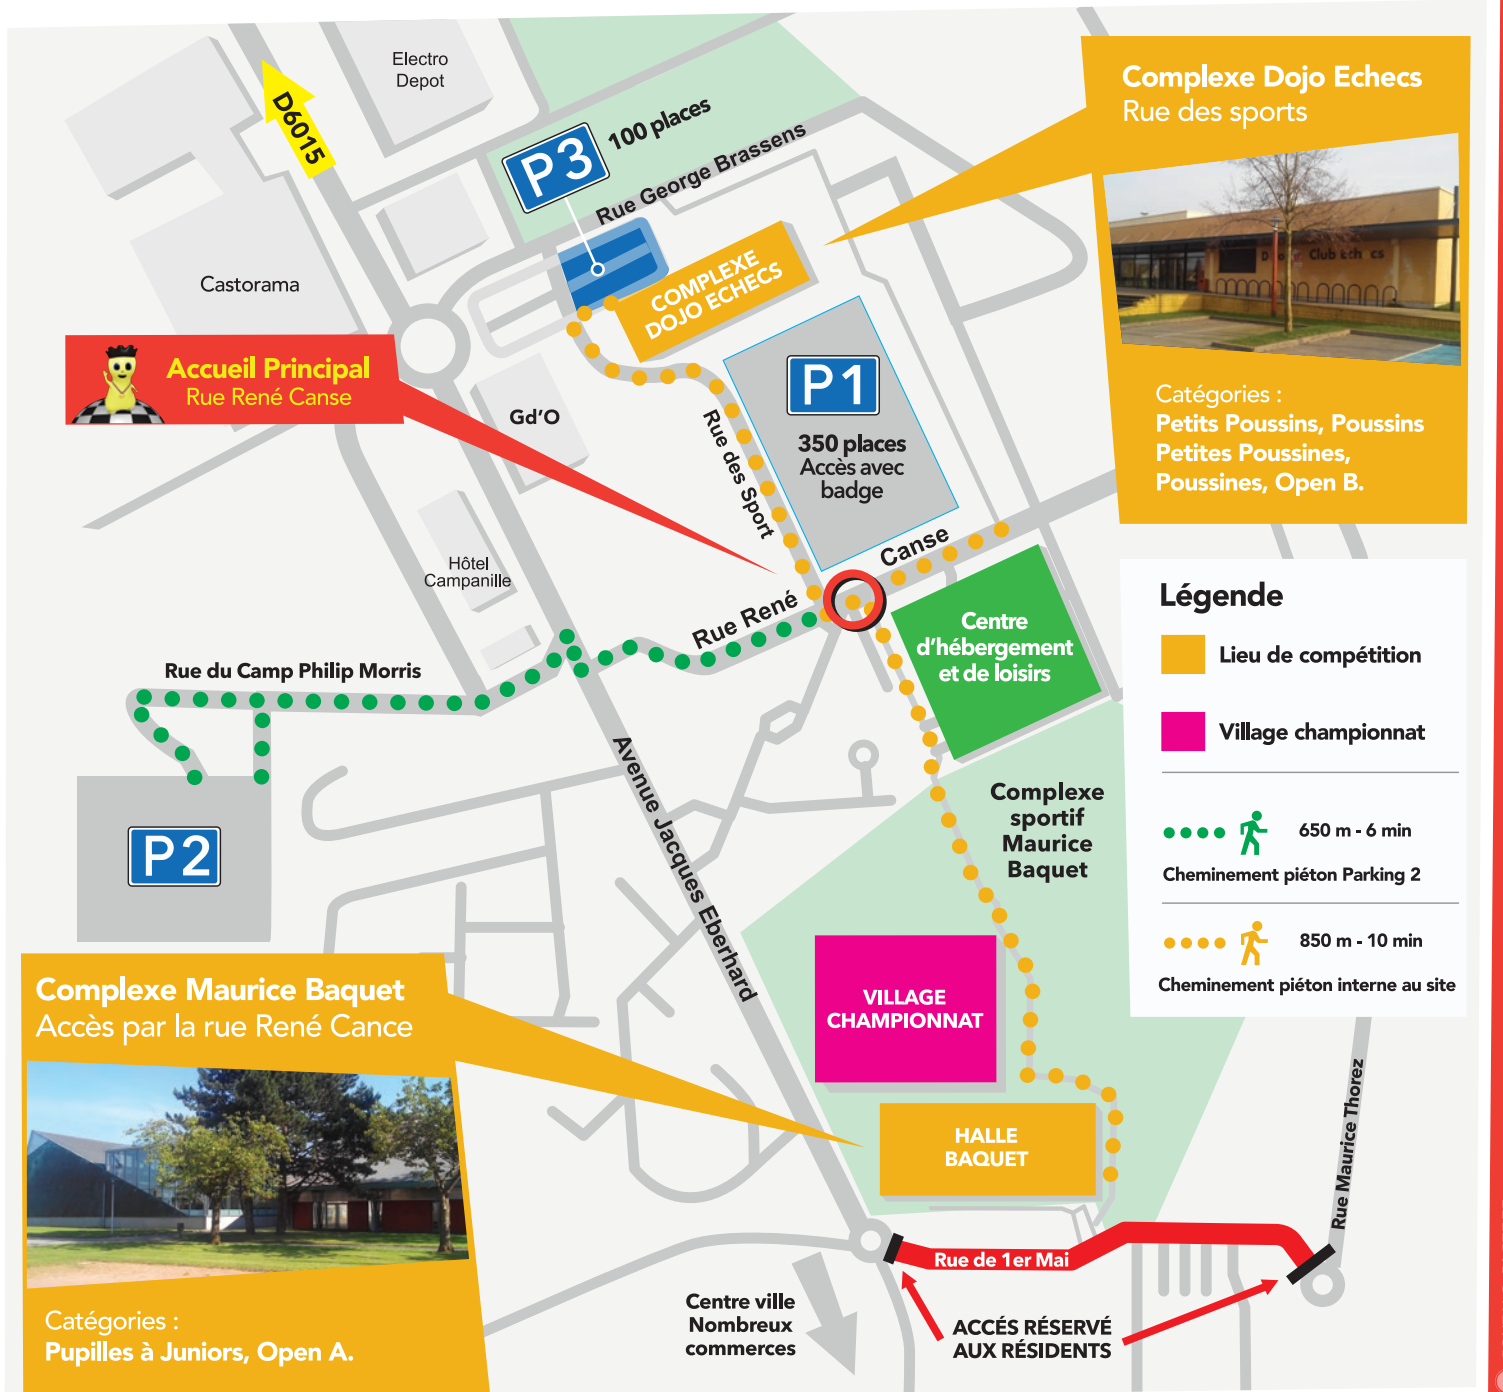 Electro
Depot
D6015
P3
100 places
Rue George Brassens
Complexe Dojo Echecs
Rue des sports
Club Echecs
Catégories :
Petits Poussins, Poussins
Petites Poussines,
Poussines, Open B.
Castorama
COMPLEXE
DOJO ECHECS
Accueil Principal
Rue René Canse
Gd'O
P1
350 places
Accès avec
badge
Rue des Sport
Canse
Rue René
Hôtel
Campanille
Centre
d'hébergement
et de loisirs
Rue du Camp Philip Morris
P2
Avenue Jacques Eberhard
Complexe
sportif
Maurice
Baquet
Légende
Lieu de compétition
Village championnat
650 m - 6 min
Cheminement piéton Parking 2
850 m - 10 min
Cheminement piéton interne au site
VILLAGE
CHAMPIONNAT
HALLE
BAQUET
Complexe Maurice Baquet
Accès par la rue René Cance
Catégories :
Pupilles à Juniors, Open A.
Rue Maurice Thorez
Rue de 1er Mai
Centre ville
Nombreux
commerces
ACCÉS RÉSERVÉ
AUX RÉSIDENTS